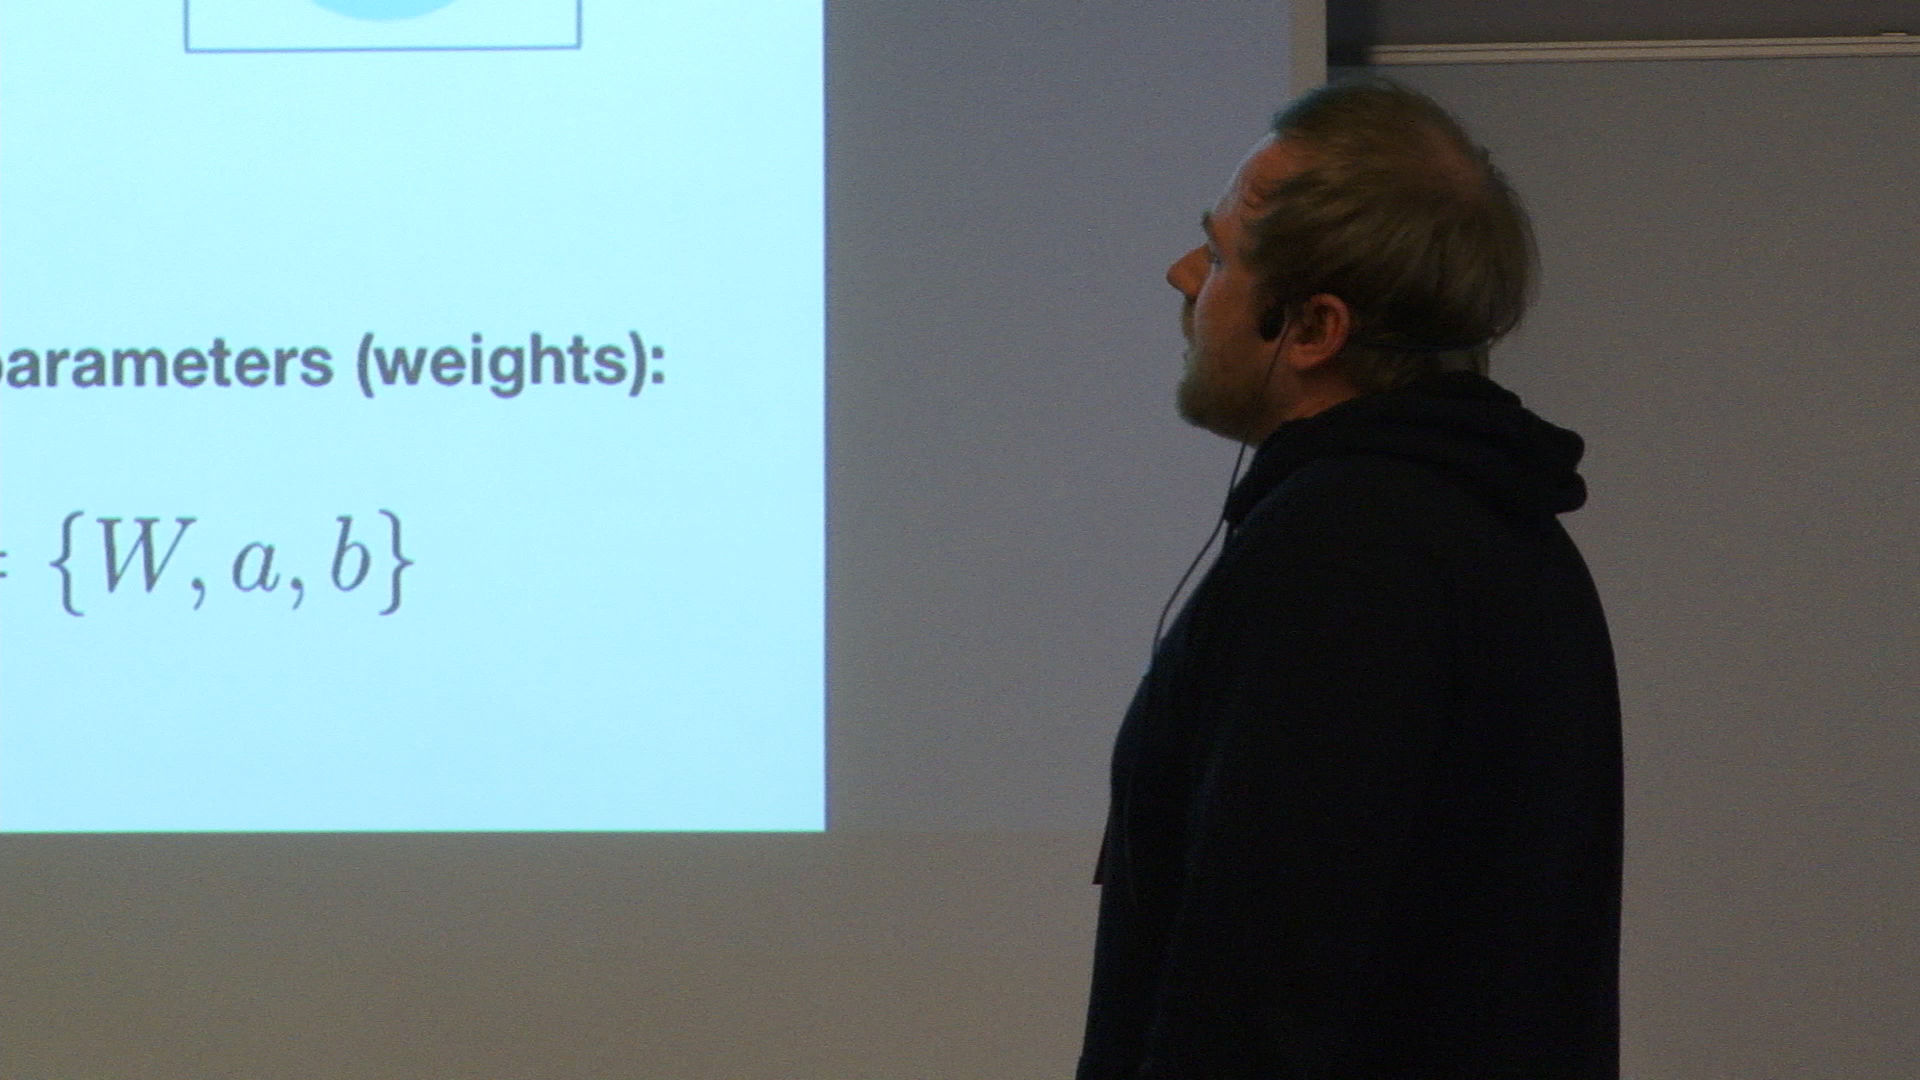 arameters (weights):
= {W, a, b}